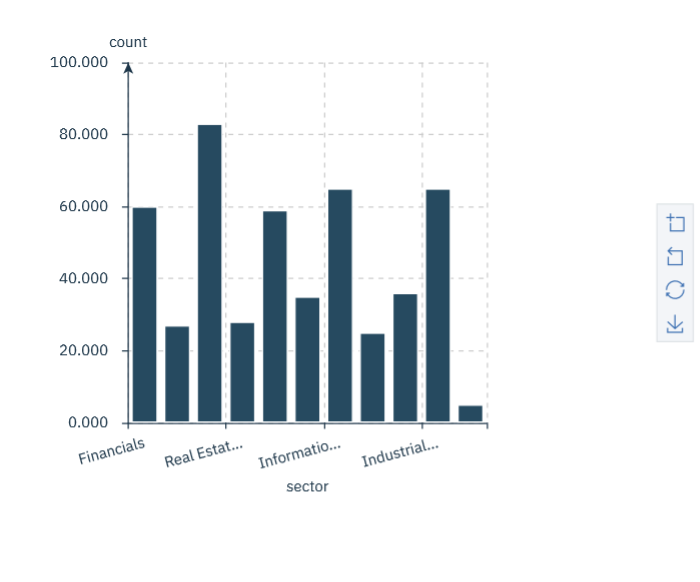 count
100.000
80.000
60.000
40.000
20.000
0.000
Financials
Real Estat...
Informatio...
Industrial...
sector